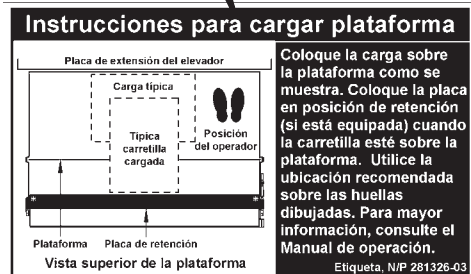 Instrucciones para cargar plataforma
Placa de extensión del elevador
Carga típica
Típica
carretilla
cargada
Posición
del operador
*
*
Plataforma
Placa de retención
Vista superior de la plataforma
Coloque la carga sobre
la plataforma como se
muestra. Coloque la placa
en posición de retención
(si está equipada) cuando
la carretilla esté sobre la
plataforma. Utilice la
ubicación recomendada
sobre las huellas
dibujadas. Para mayor
información, consulte el
Manual de operación.
Etiqueta, N/P 281326-03